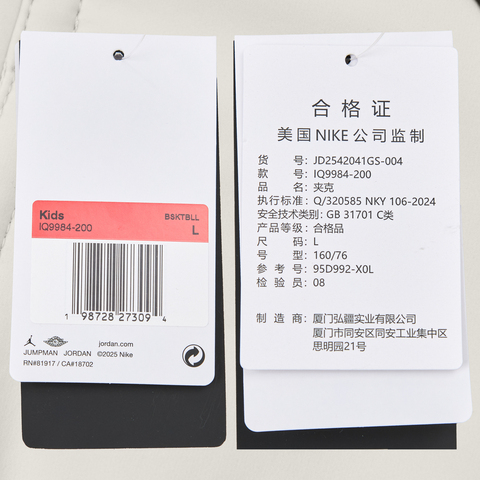 Kids
BSKTBLL
IQ9984-200
L
1 98728 27309 4
JUMPMAN JORDAN
jordan.com
©2025 Nike
RN#81917 / CA#18702
合格证
美国NIKE公司监制
货号: JD2542041GS-004
款号: IQ9984-200
品名: 夹克
执行标准: Q/320585 NKY 106-2024
安全技术类别: GB 31701 C类
产品等级: 合格品
尺码: L
型号: 160/76
参考号: 95D992-X0L
检验员: 08
制造商: 厦门弘疆实业有限公司
厦门市同安区同安工业集中区
思明园21号